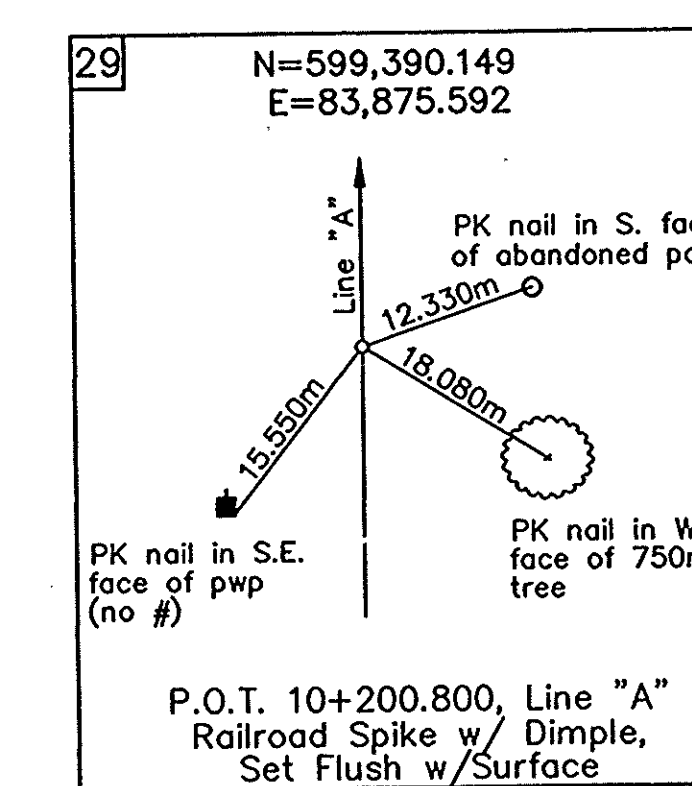 29
N=599,390.149
E=83,875.592
Line "A"
PK nail in S.
of abandoned
12.330m
18.080m
15.550m
PK nail in S.E.
face of pwp
(no #)
PK nail in
face of
tree
P.O.T. 10+200.800, Line "A"
Railroad Spike w/ Dimple,
Set Flush w/Surface